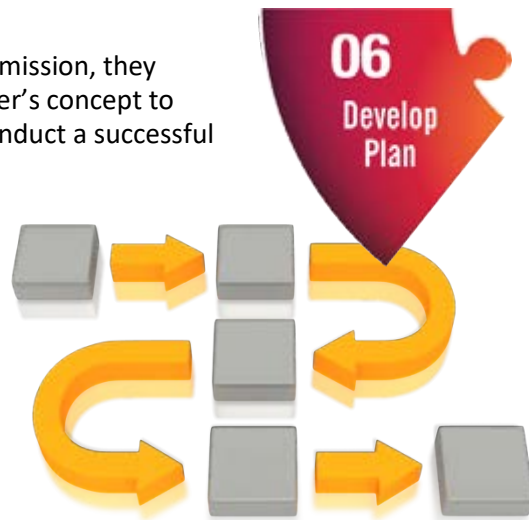 mission, they
er’s concept to
nduct a successful
06
Develop
Plan